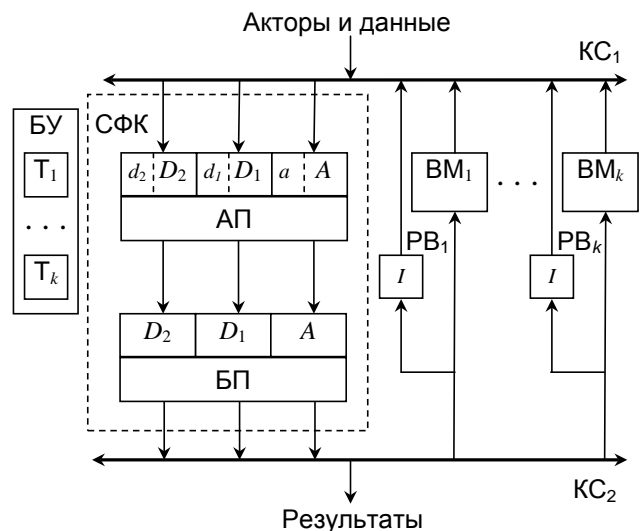 Акторы и данные
КС₁
БУ
СФК
T₁
. . .
Tₖ
d₂ D₂ d₁ D₁ a A
АП
D₂ D₁ A
БП
ВМ₁ . . . ВМₖ
РВ₁ РВₖ
I I
КС₂
Результаты